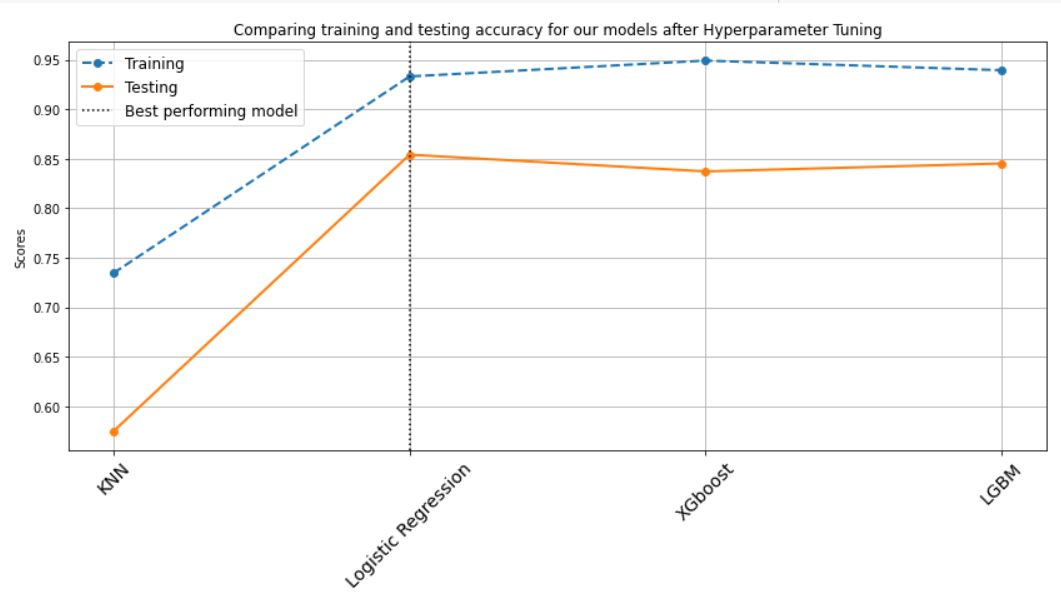 Comparing training and testing accuracy for our models after Hyperparameter Tuning
Training
Testing
Best performing model
Scores
0.95
0.90
0.85
0.80
0.75
0.70
0.65
0.60
KNN
Logistic Regression
XGboost
LGBM